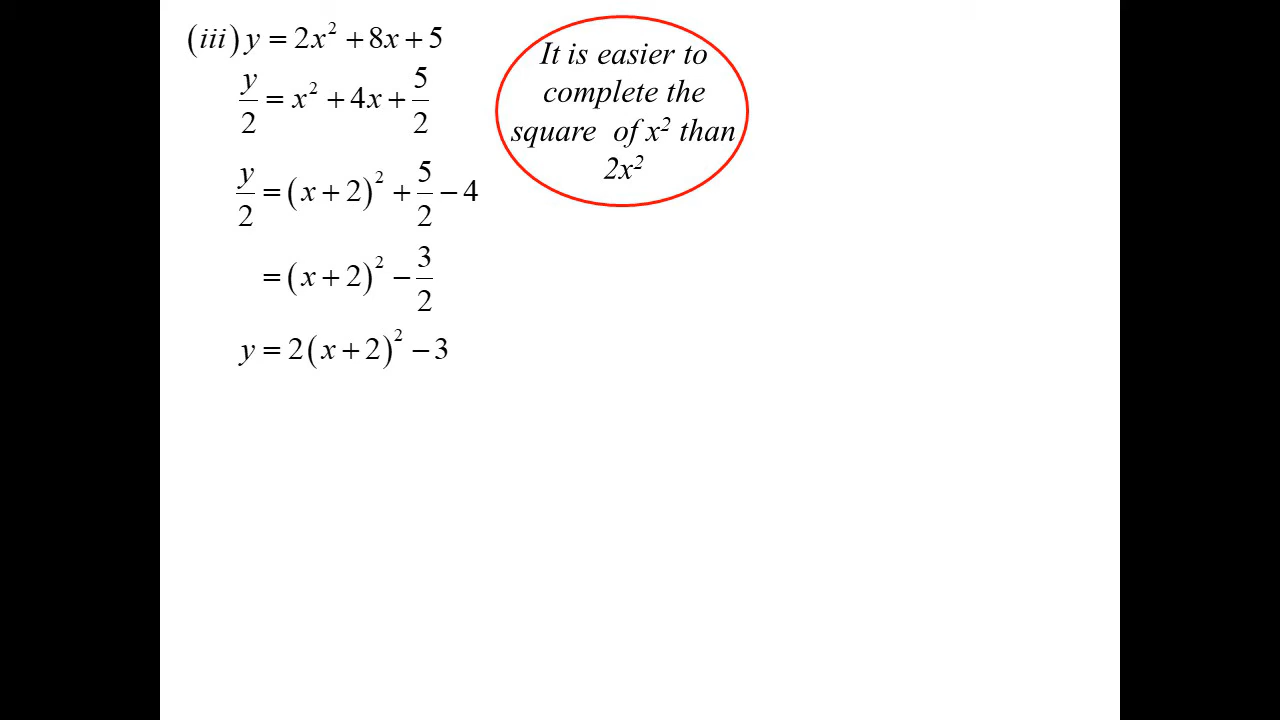 (iii) y = 2x² + 8x + 5
y/2 = x² + 4x + 5/2
y/2 = (x + 2)² + 5/2 − 4
= (x + 2)² − 3/2
y = 2(x + 2)² − 3
It is easier to
complete the
square of x² than
2x²